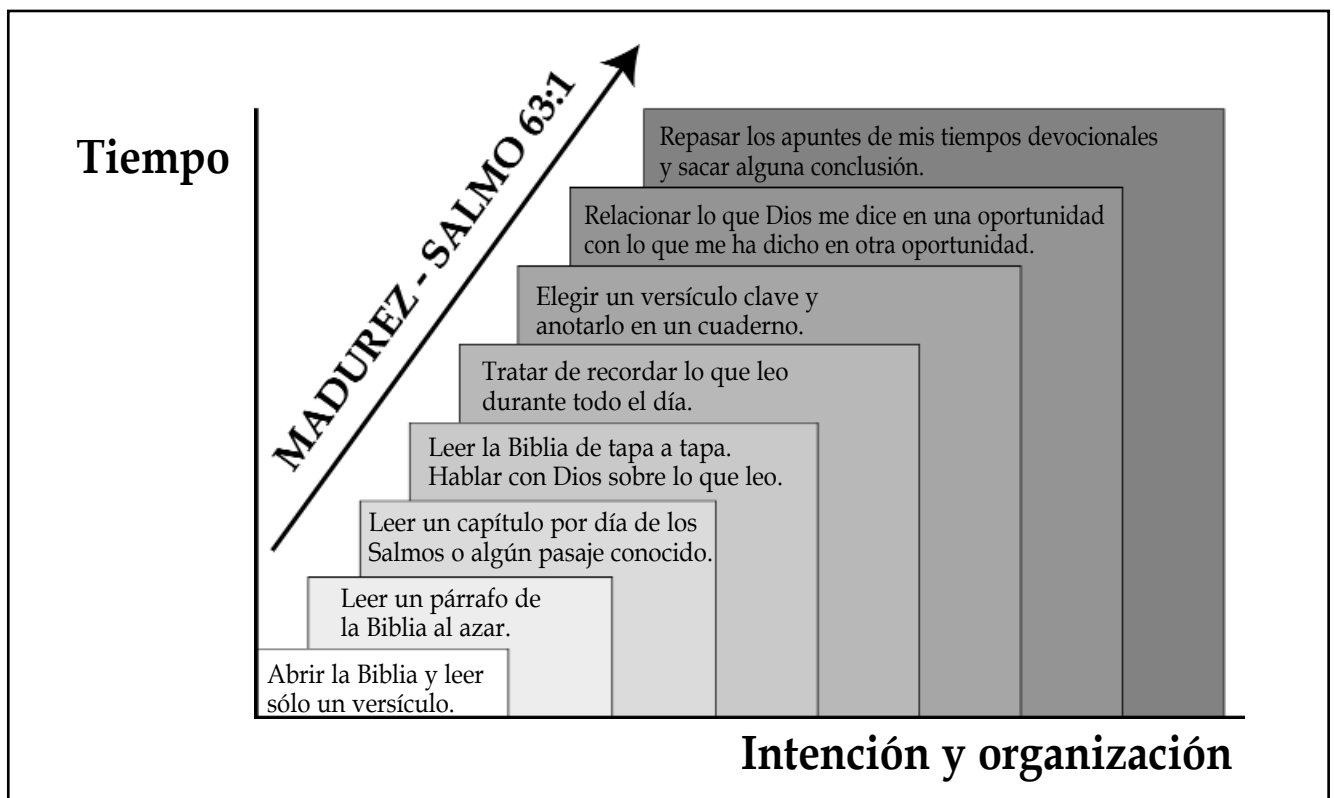 Tiempo
MADUREZ - SALMO 63:1
Repasar los apuntes de mis tiempos devocionales
y sacar alguna conclusión.
Relacionar lo que Dios me dice en una oportunidad
con lo que me ha dicho en otra oportunidad.
Elegir un versículo clave y
anotarlo en un cuaderno.
Tratar de recordar lo que leo
durante todo el día.
Leer la Biblia de tapa a tapa.
Hablar con Dios sobre lo que leo.
Leer un capítulo por día de los
Salmos o algún pasaje conocido.
Leer un párrafo de
la Biblia al azar.
Abrir la Biblia y leer
sólo un versículo.
Intención y organización